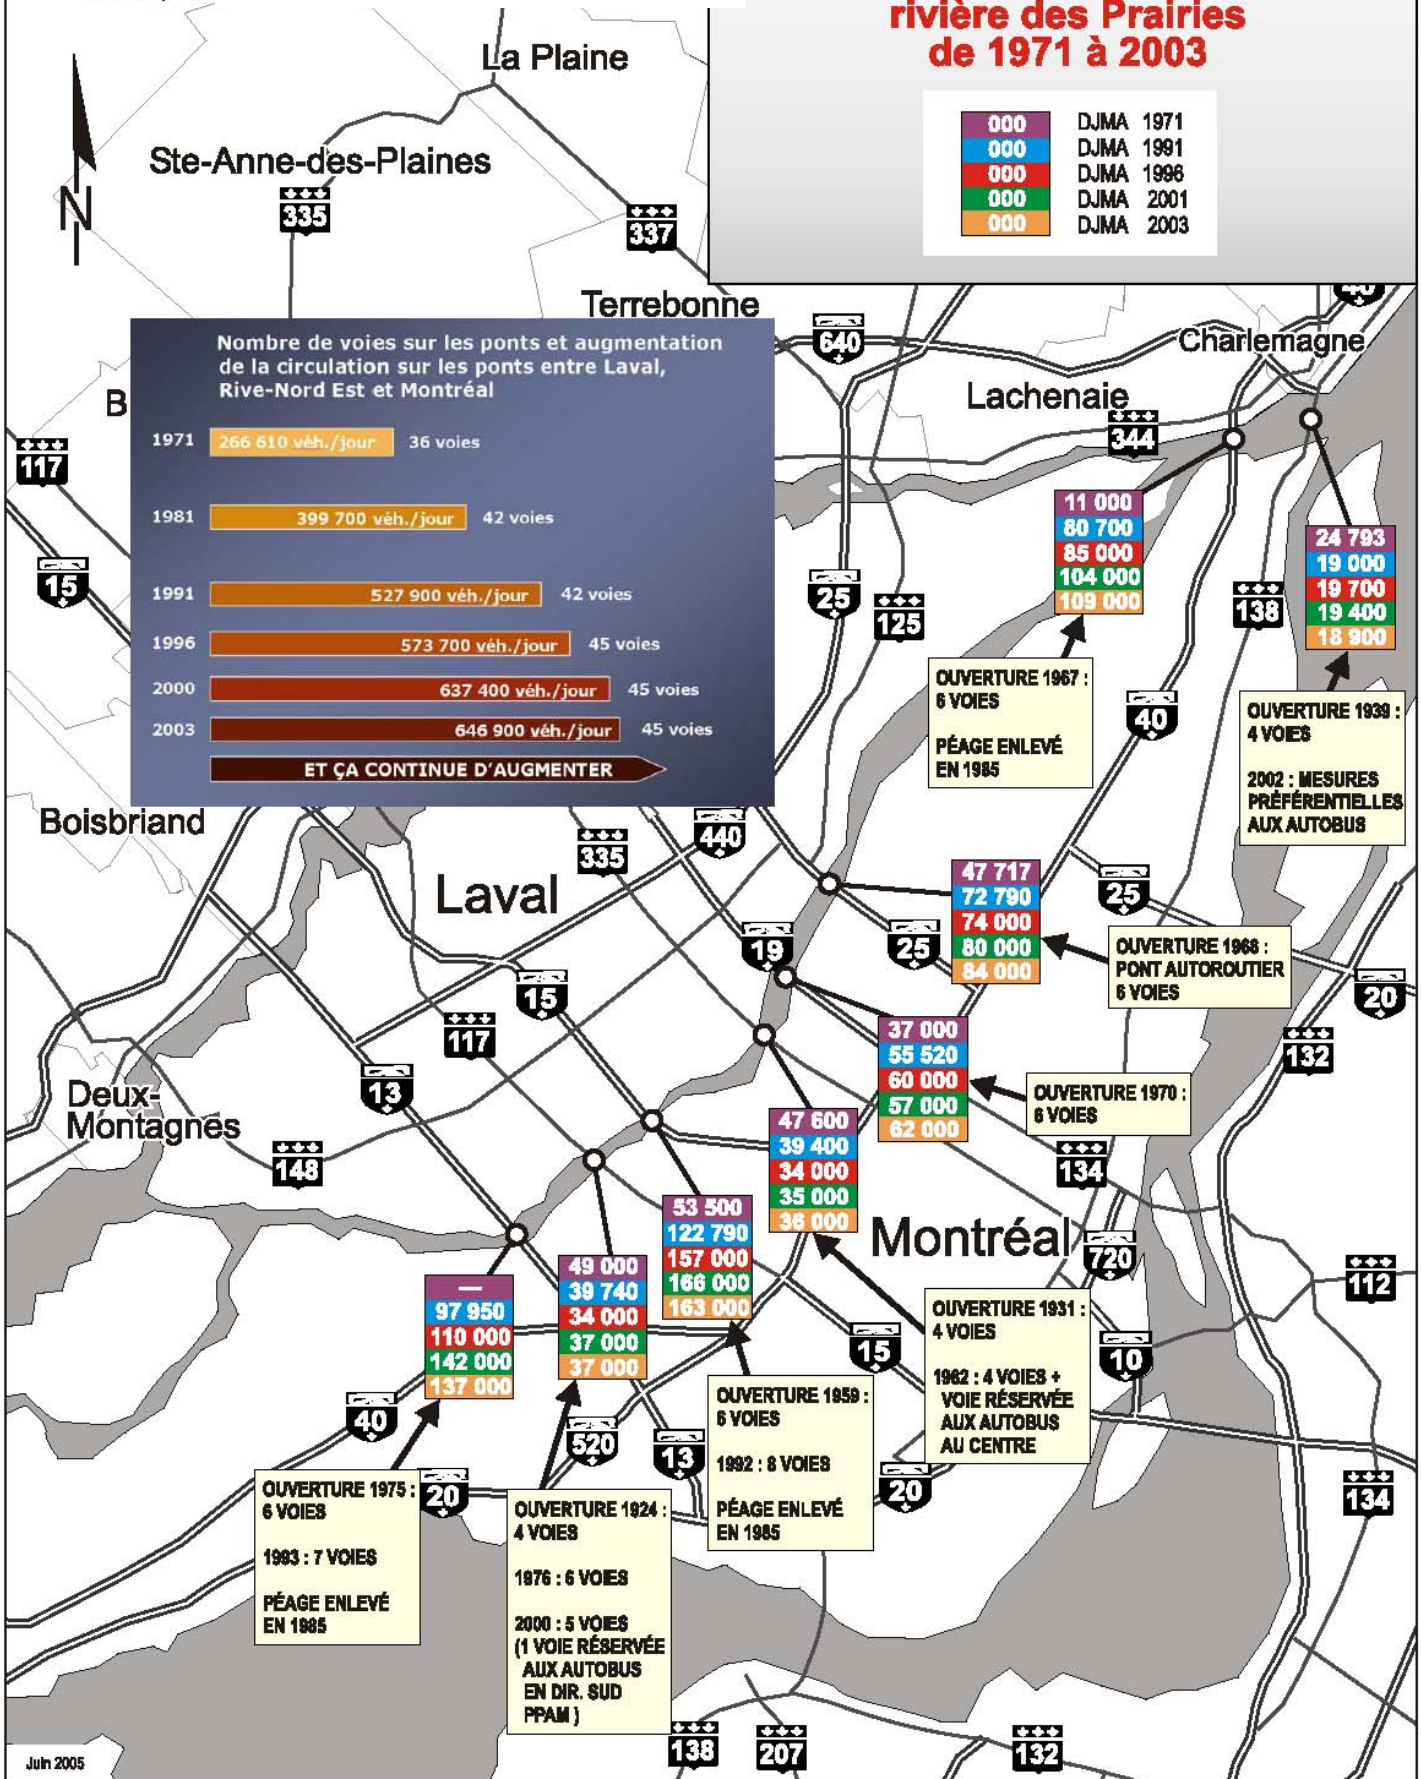 rivière des Prairies
de 1971 à 2003
000 DJMA 1971
000 DJMA 1991
000 DJMA 1996
000 DJMA 2001
000 DJMA 2003
La Plaine
Ste-Anne-des-Plaines
N
335
337
Terrebonne
640
40
Charlemagne
Lachenaie
344
B
117
15
Nombre de voies sur les ponts et augmentation
de la circulation sur les ponts entre Laval,
Rive-Nord Est et Montréal
1971 266 610 véh./jour 36 voies
1981 399 700 véh./jour 42 voies
1991 527 900 véh./jour 42 voies
1996 573 700 véh./jour 45 voies
2000 637 400 véh./jour 45 voies
2003 646 900 véh./jour 45 voies
ET ÇA CONTINUE D'AUGMENTER
25
125
138
40
11 000
80 700
85 000
104 000
109 000
OUVERTURE 1967 :
6 VOIES
PÉAGE ENLEVÉ
EN 1985
24 793
19 000
19 700
19 400
18 900
OUVERTURE 1939 :
4 VOIES
2002 : MESURES
PRÉFÉRENTIELLES
AUX AUTOBUS
Boisbriand
335
440
Laval
19
25
25
20
47 717
72 790
74 000
80 000
84 000
OUVERTURE 1968 :
PONT AUTOROUTIER
6 VOIES
15
117
13
132
37 000
55 520
60 000
57 000
62 000
OUVERTURE 1970 :
6 VOIES
Deux-
Montagnes
148
134
47 600
39 400
34 000
35 000
36 000
Montréal
720
112
OUVERTURE 1931 :
4 VOIES
1962 : 4 VOIES +
VOIE RÉSERVÉE
AUX AUTOBUS
AU CENTRE
53 500
122 790
157 000
166 000
163 000
OUVERTURE 1959 :
6 VOIES
1992 : 8 VOIES
PÉAGE ENLEVÉ
EN 1985
49 000
39 740
34 000
37 000
37 000
OUVERTURE 1924 :
4 VOIES
1976 : 6 VOIES
2000 : 5 VOIES
(1 VOIE RÉSERVÉE
AUX AUTOBUS
EN DIR. SUD
PPAM )
—
97 950
110 000
142 000
137 000
OUVERTURE 1975 :
6 VOIES
1993 : 7 VOIES
PÉAGE ENLEVÉ
EN 1985
15
10
40
520
13
20
20
134
138
207
132
Juin 2005